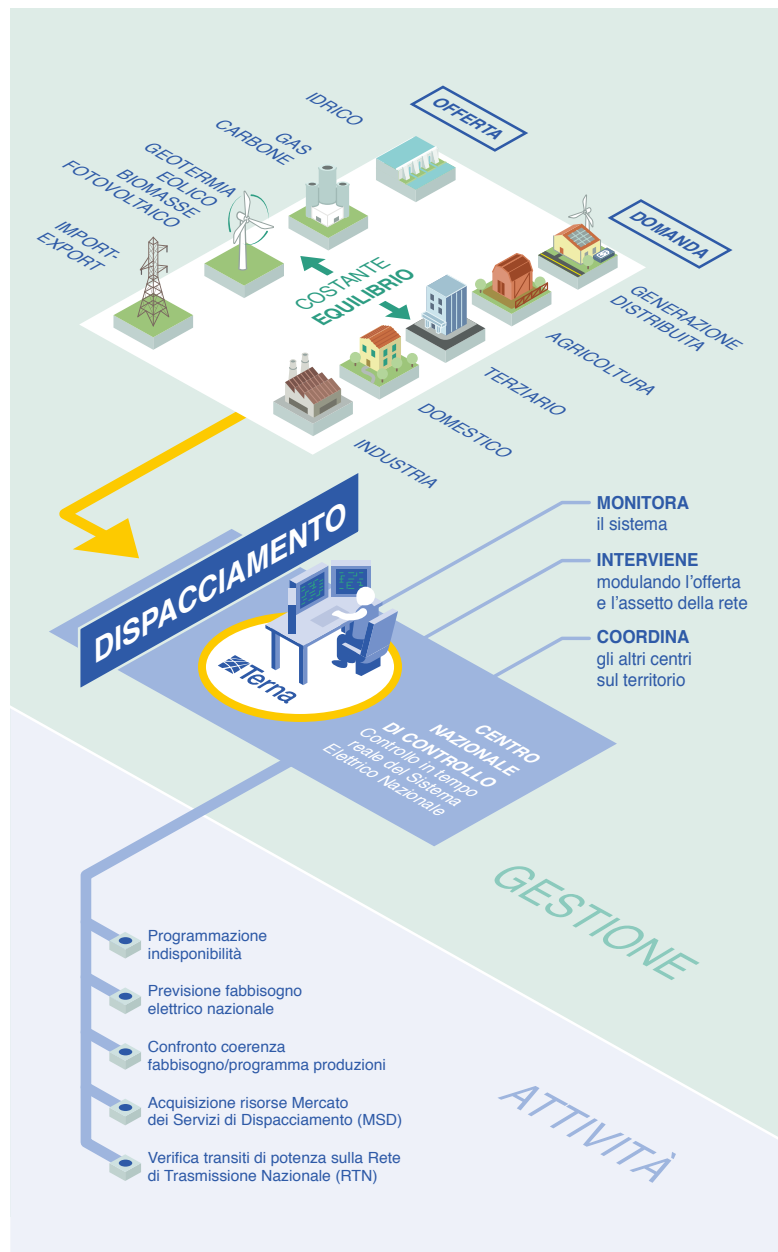 OFFERTA
IDRICO
GAS
CARBONE
GEOTERMIA
EOLICO
BIOMASSE
FOTOVOLTAICO
IMPORT-
EXPORT
DOMANDA
COSTANTE
EQUILIBRIO
GENERAZIONE
DISTRIBUITA
AGRICOLTURA
TERZIARIO
DOMESTICO
INDUSTRIA
DISPACCIAMENTO
MONITORA
il sistema
INTERVIENE
modulando l’offerta
e l’assetto della rete
COORDINA
gli altri centri
sul territorio
Terna
CENTRO
NAZIONALE
DI CONTROLLO
Controllo in tempo
reale del Sistema
Elettrico Nazionale
GESTIONE
Programmazione
indisponibilità
Previsione fabbisogno
elettrico nazionale
Confronto coerenza
fabbisogno/programma produzioni
Acquisizione risorse Mercato
dei Servizi di Dispacciamento (MSD)
Verifica transiti di potenza sulla Rete
di Trasmissione Nazionale (RTN)
ATTIVITÀ